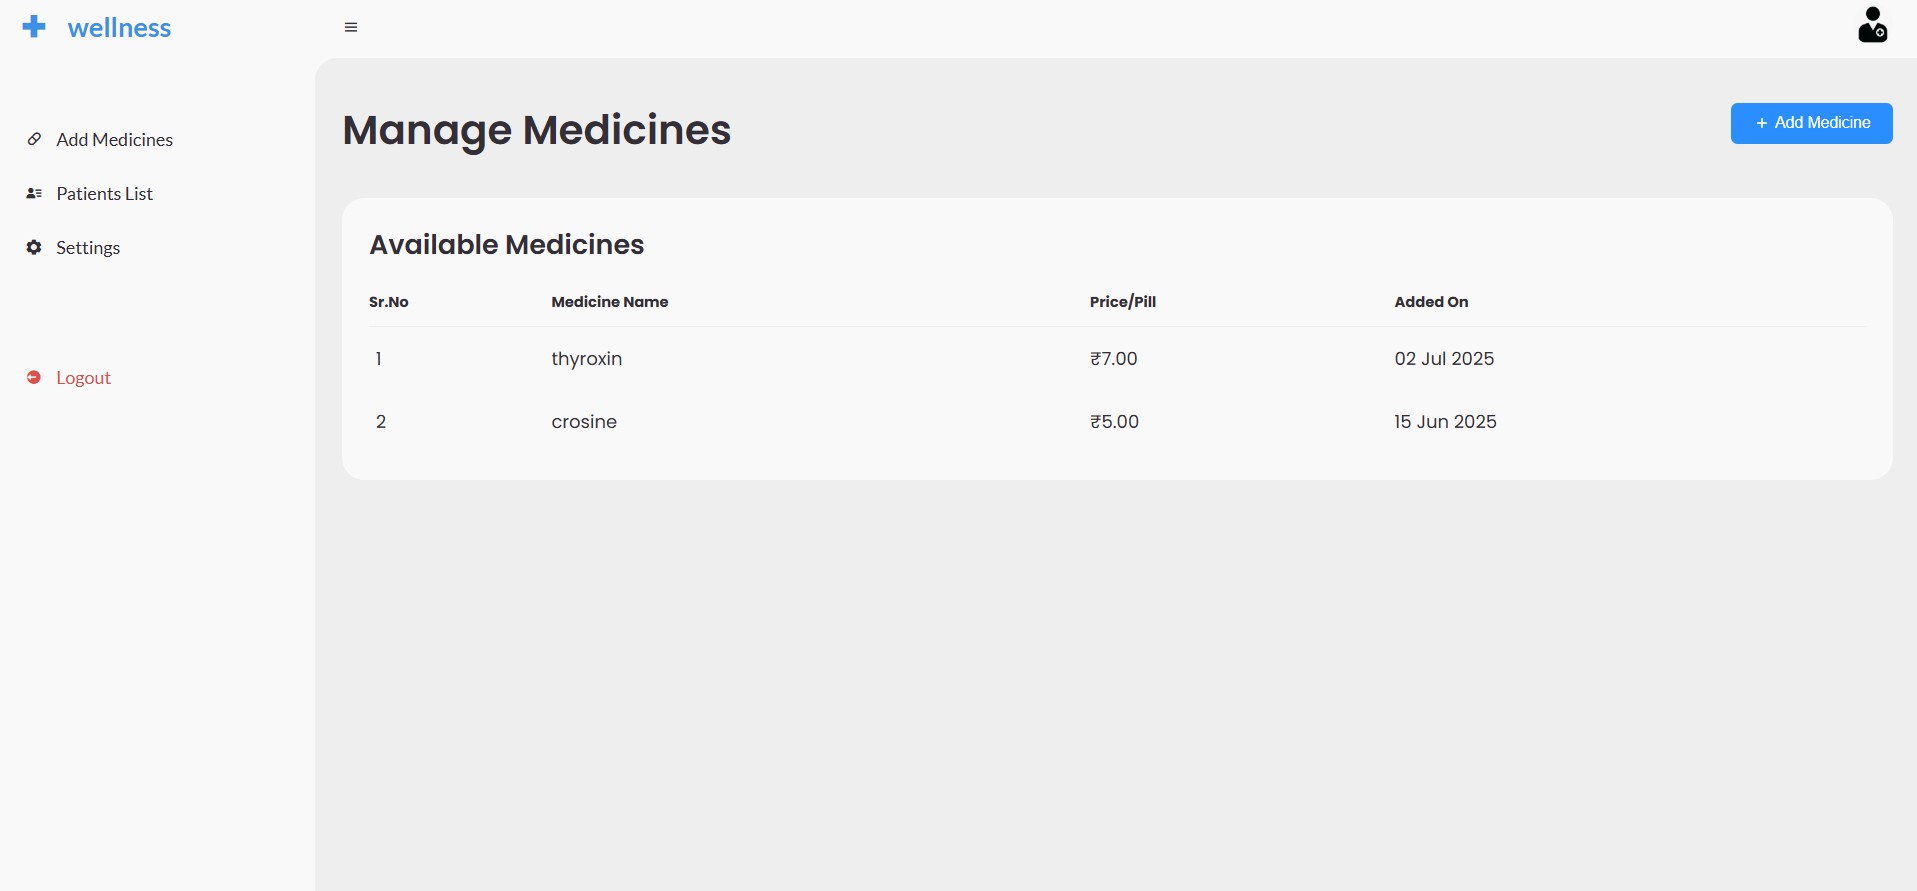 wellness
Add Medicines
Patients List
Settings
Logout
Manage Medicines
+ Add Medicine
Available Medicines
Sr.No Medicine Name Price/Pill Added On
1 thyroxin ₹7.00 02 Jul 2025
2 crosine ₹5.00 15 Jun 2025